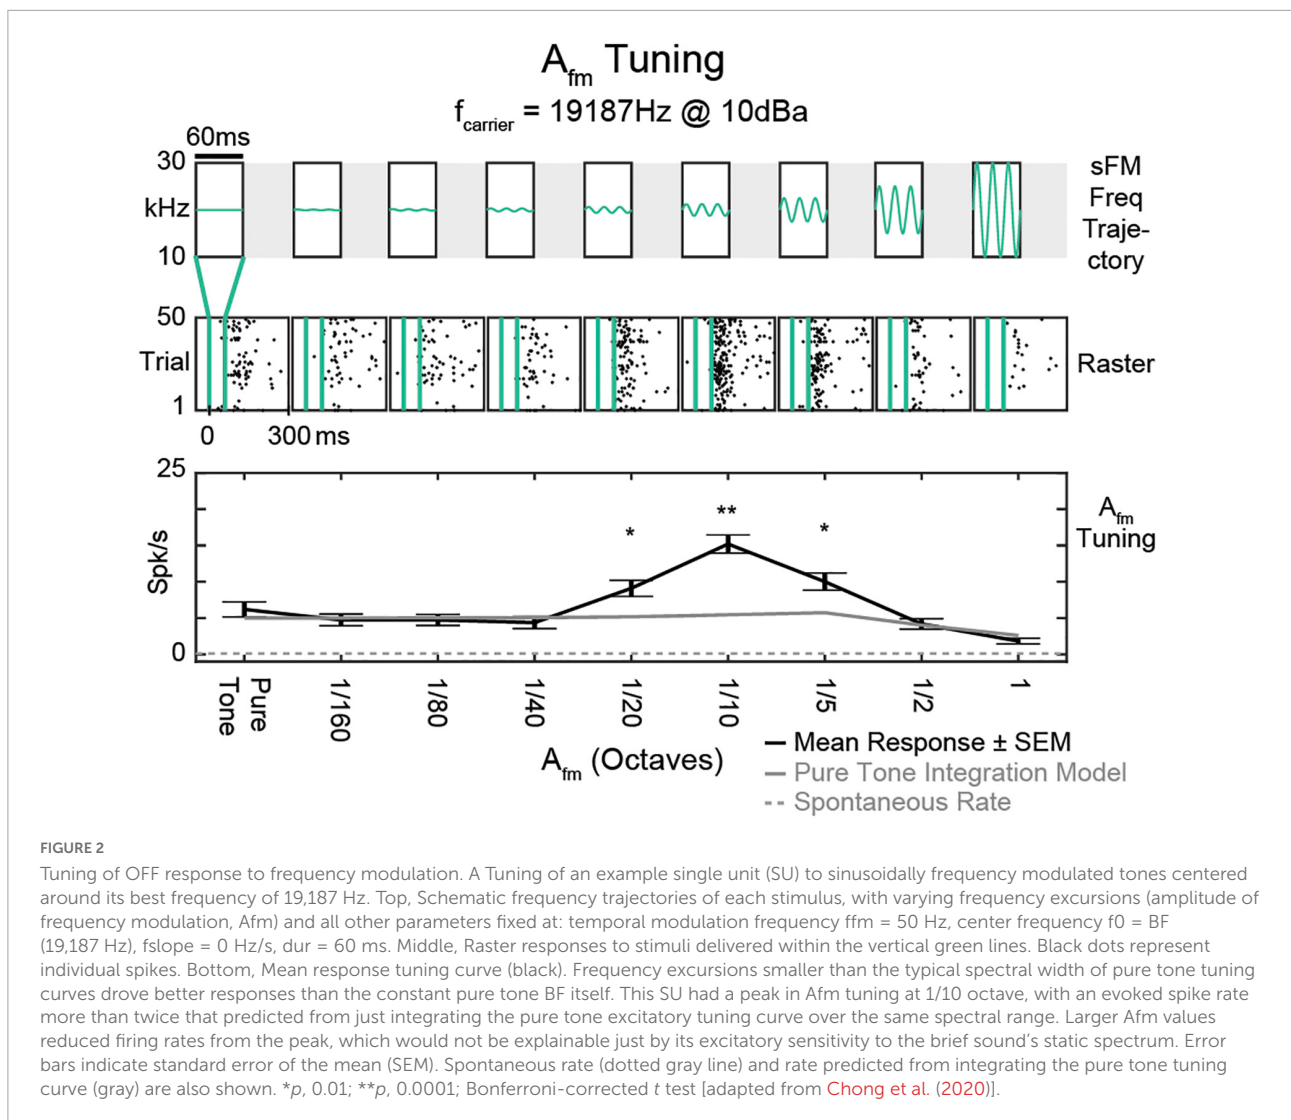 Afm Tuning
fcarrier = 19187Hz @ 10dBa
60ms
30
kHz
10
sFM
Freq
Traje-
ctory
50
Trial
1
Raster
0 300 ms
25
Spk/s
0
* ** *
Afm
Tuning
Pure
Tone
1/160
1/80
1/40
1/20
1/10
1/5
1/2
1
Afm (Octaves)
Mean Response ± SEM
Pure Tone Integration Model
Spontaneous Rate
FIGURE 2
Tuning of OFF response to frequency modulation. A Tuning of an example single unit (SU) to sinusoidally frequency modulated tones centered
around its best frequency of 19,187 Hz. Top, Schematic frequency trajectories of each stimulus, with varying frequency excursions (amplitude of
frequency modulation, Afm) and all other parameters fixed at: temporal modulation frequency ffm = 50 Hz, center frequency f0 = BF
(19,187 Hz), fslope = 0 Hz/s, dur = 60 ms. Middle, Raster responses to stimuli delivered within the vertical green lines. Black dots represent
individual spikes. Bottom, Mean response tuning curve (black). Frequency excursions smaller than the typical spectral width of pure tone tuning
curves drove better responses than the constant pure tone BF itself. This SU had a peak in Afm tuning at 1/10 octave, with an evoked spike rate
more than twice that predicted from just integrating the pure tone excitatory tuning curve over the same spectral range. Larger Afm values
reduced firing rates from the peak, which would not be explainable just by its excitatory sensitivity to the brief sound’s static spectrum. Error
bars indicate standard error of the mean (SEM). Spontaneous rate (dotted gray line) and rate predicted from integrating the pure tone tuning
curve (gray) are also shown. *p, 0.01; **p, 0.0001; Bonferroni-corrected t test [adapted from Chong et al. (2020)].